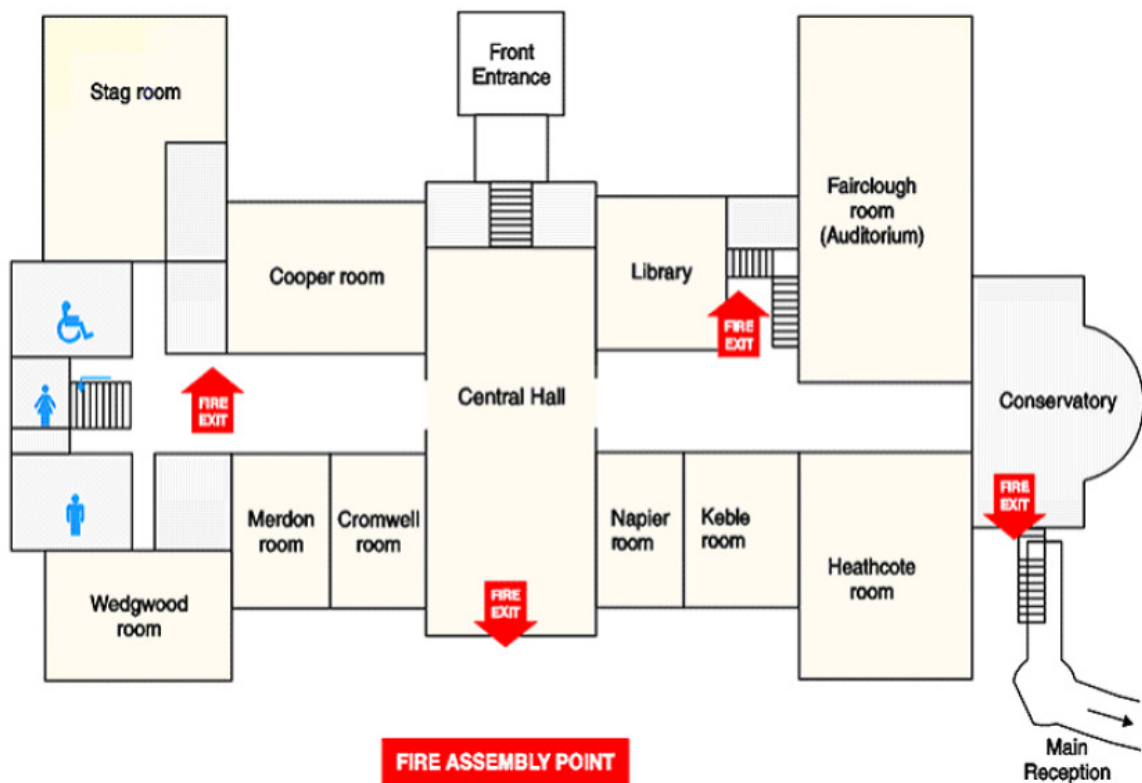 Front
Entrance
Stag room
Fairclough
room
(Auditorium)
Cooper room
Library
FIRE
EXIT
FIRE
EXIT
Central Hall
Conservatory
FIRE
EXIT
Merdon
room
Cromwell
room
Napier
room
Keble
room
Heathcote
room
Wedgwood
room
FIRE
EXIT
FIRE ASSEMBLY POINT
Main
Reception